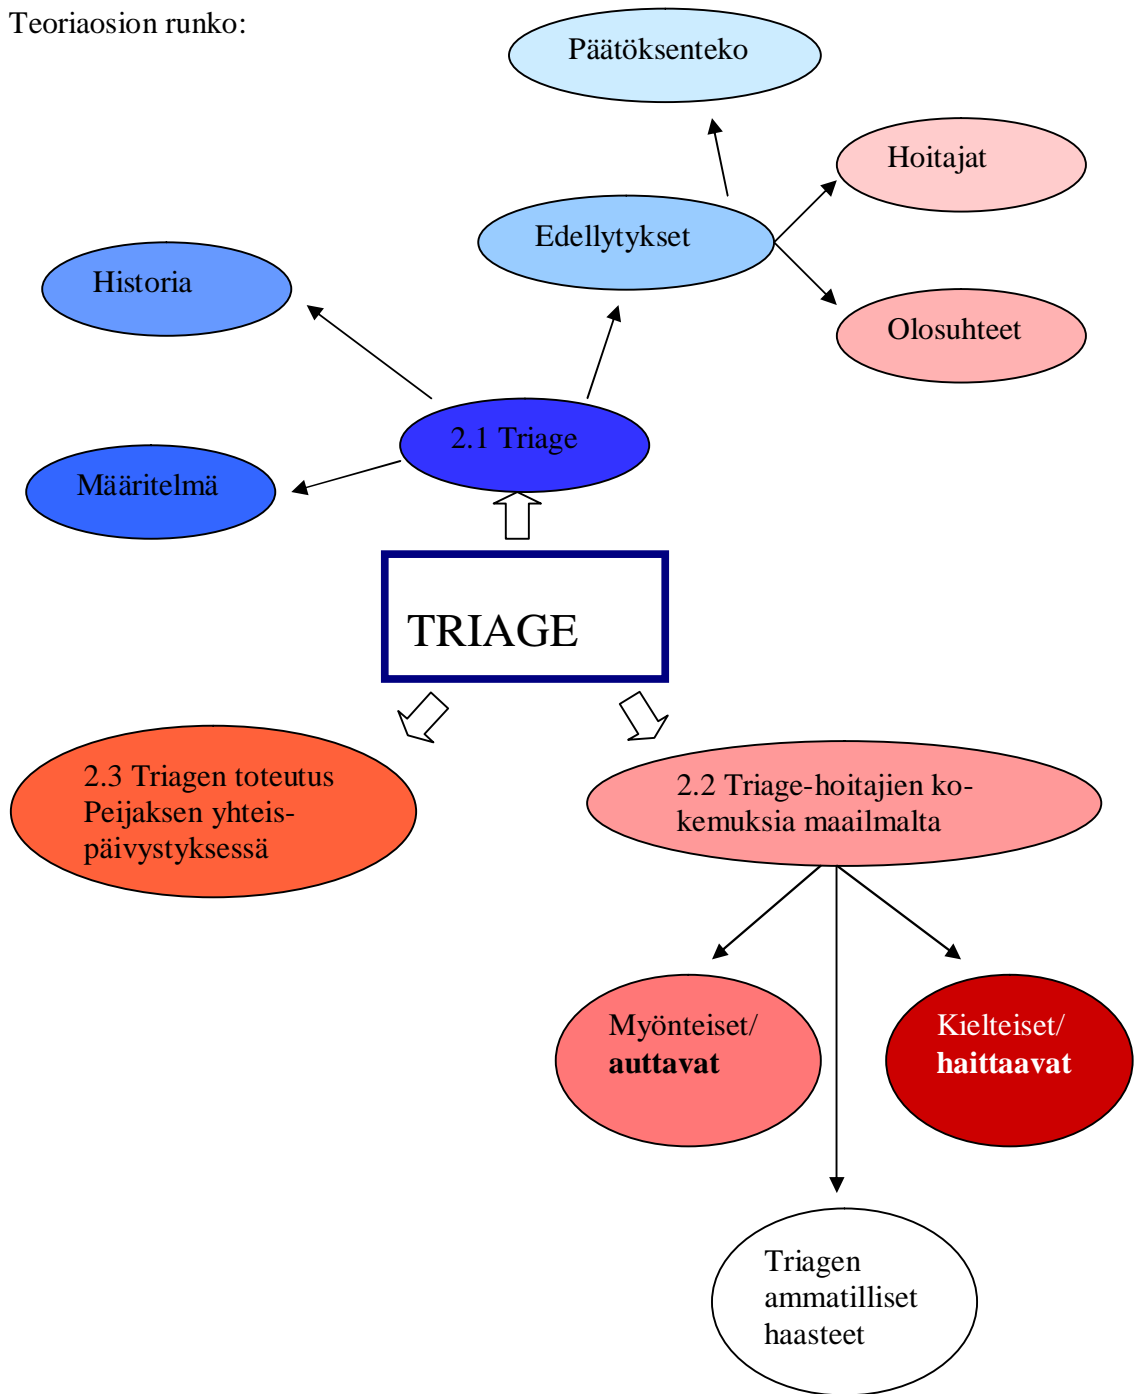 Teoriaosion runko:
Päätöksenteko
Hoitajat
Edellytykset
Historia
Olosuhteet
2.1 Triage
Määritelmä
TRIAGE
2.3 Triagen toteutus
Peijaksen yhteis-
päivystyksessä
2.2 Triage-hoitajien ko-
kemuksia maailmalta
Myönteiset/
auttavat
Kielteiset/
haittaavat
Triagen
ammatilliset
haasteet